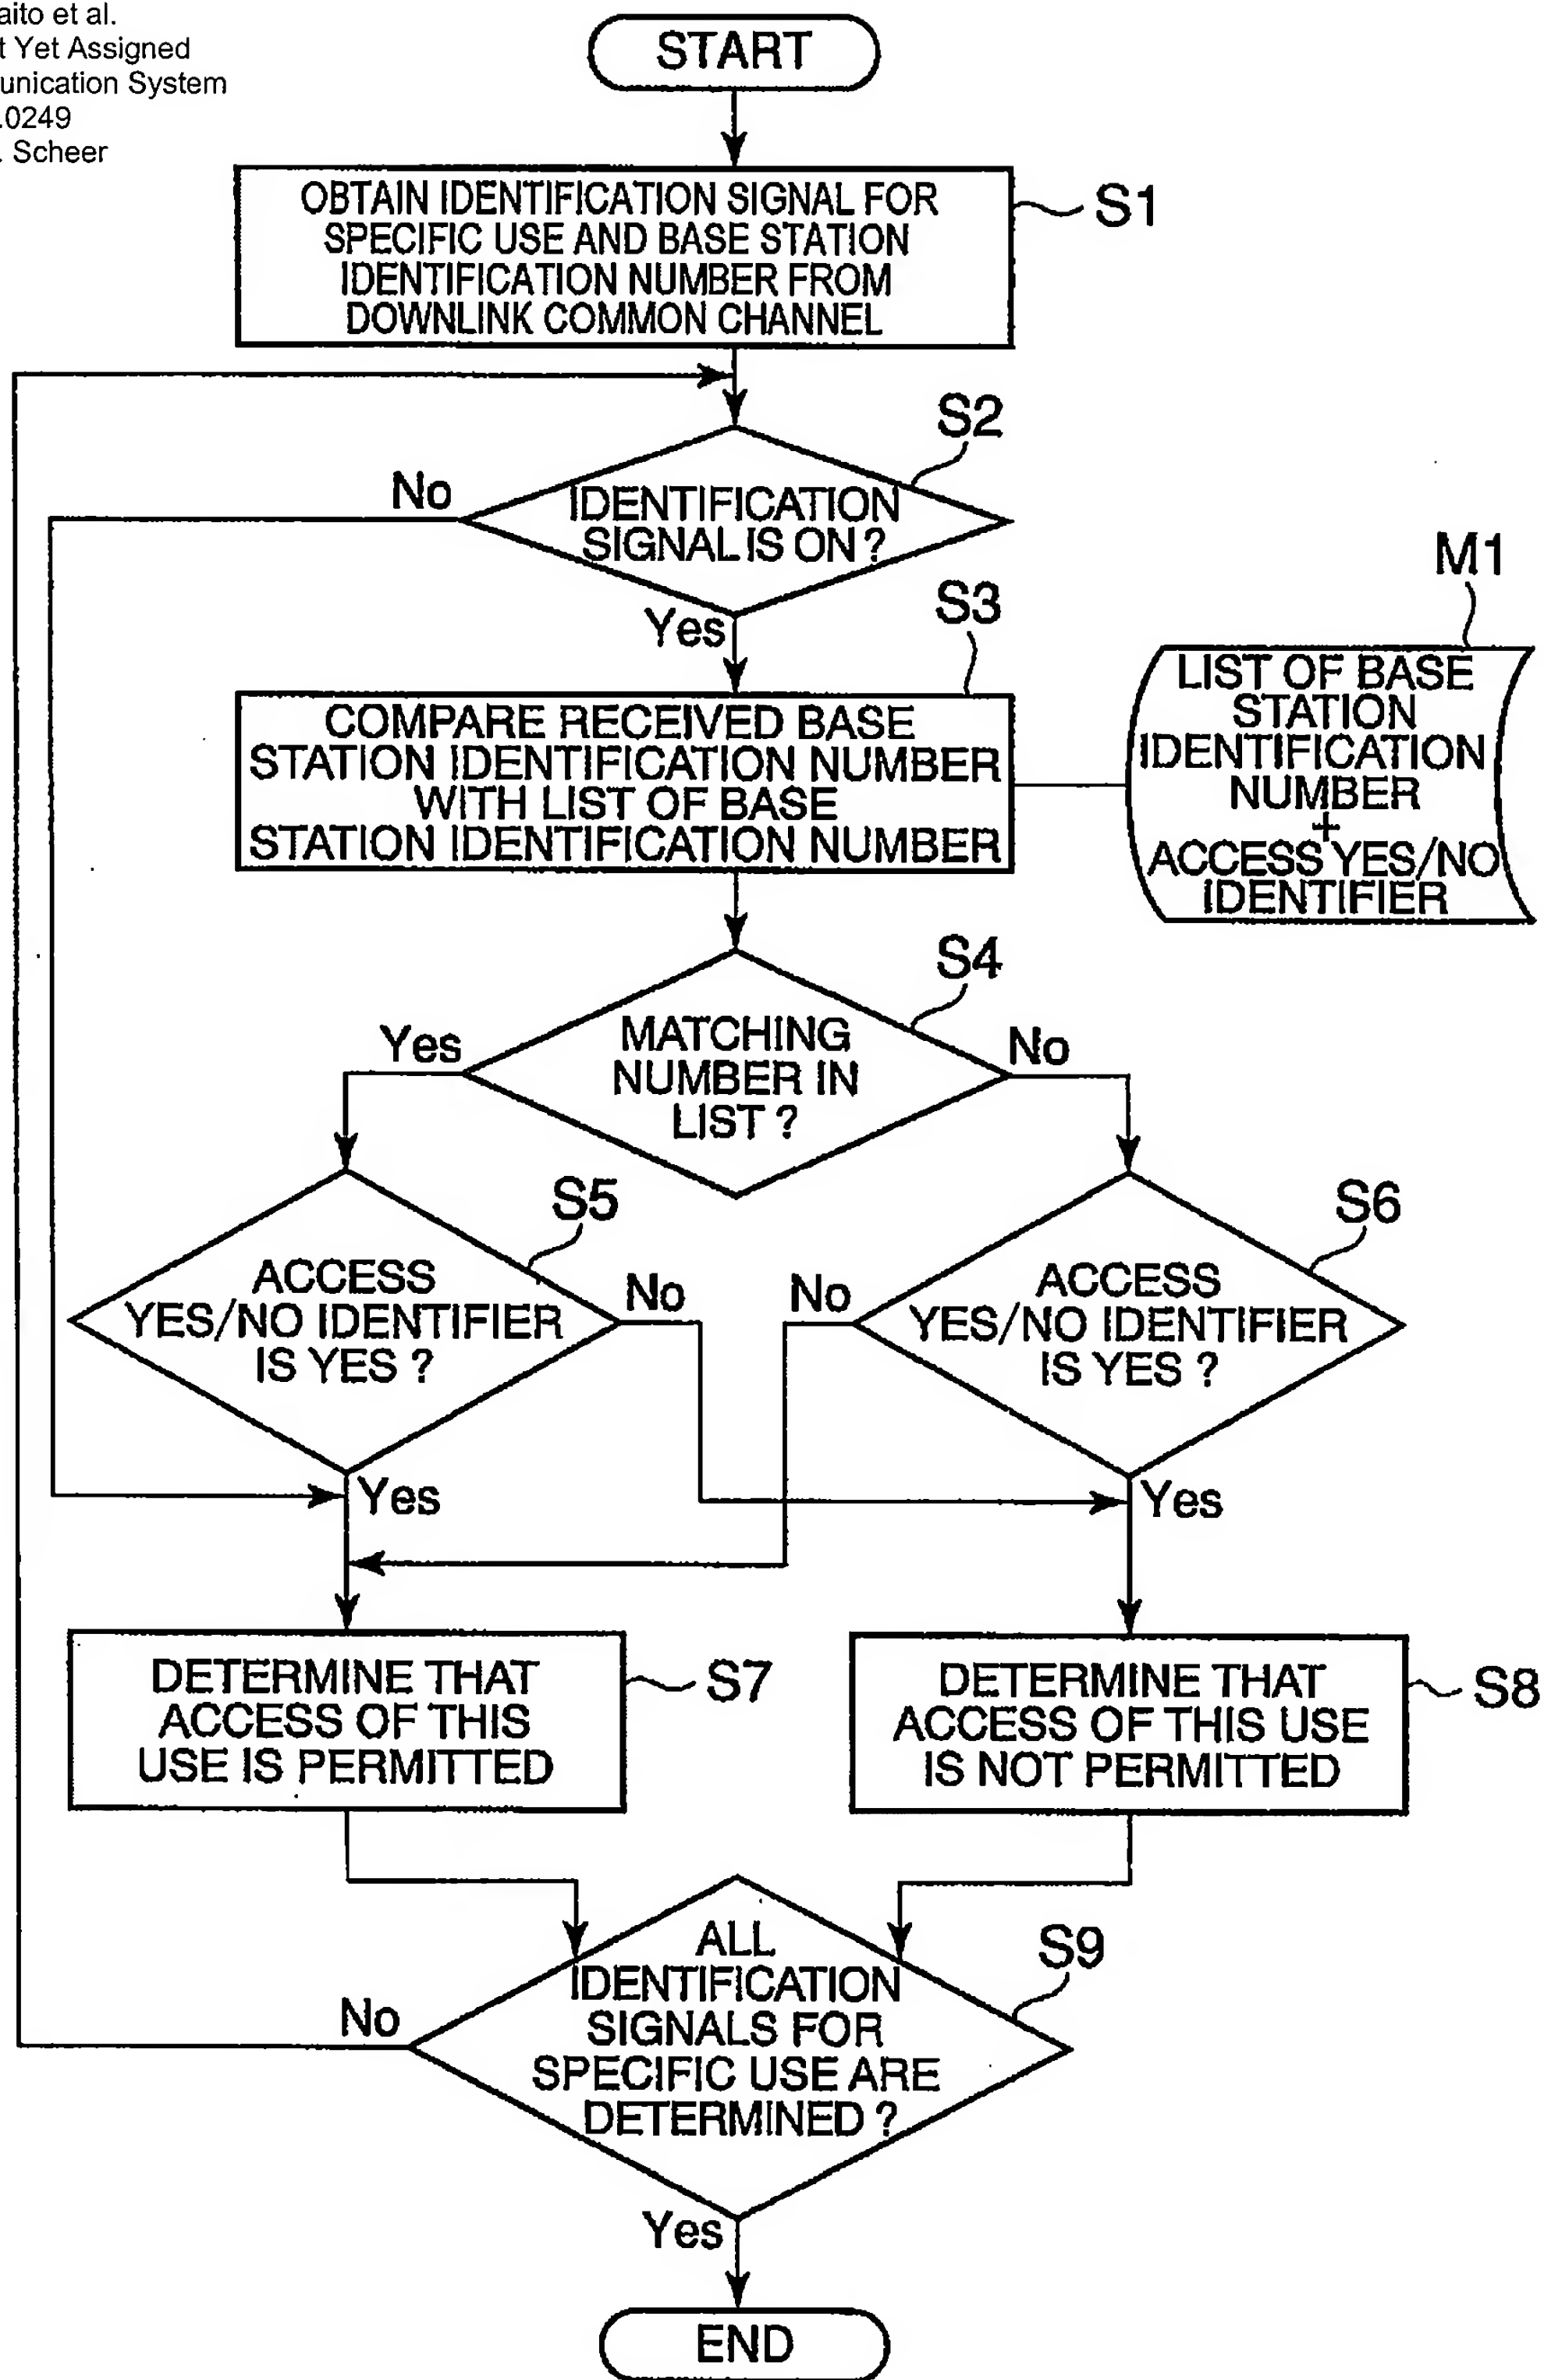 aito et al.
t Yet Assigned
unication System
.0249
. Scheer
START
OBTAIN IDENTIFICATION SIGNAL FOR
SPECIFIC USE AND BASE STATION
IDENTIFICATION NUMBER FROM
DOWNLINK COMMON CHANNEL
S1
S2
No
IDENTIFICATION
SIGNAL IS ON ?
Yes
S3
M1
COMPARE RECEIVED BASE
STATION IDENTIFICATION NUMBER
WITH LIST OF BASE
STATION IDENTIFICATION NUMBER
LIST OF BASE
STATION
IDENTIFICATION
NUMBER
+
ACCESS YES/NO
IDENTIFIER
S4
Yes
MATCHING
NUMBER IN
LIST ?
No
S5
ACCESS
YES/NO IDENTIFIER
IS YES ?
No
Yes
S6
No
ACCESS
YES/NO IDENTIFIER
IS YES ?
Yes
DETERMINE THAT
ACCESS OF THIS
USE IS PERMITTED
S7
DETERMINE THAT
ACCESS OF THIS USE
IS NOT PERMITTED
S8
S9
No
ALL
IDENTIFICATION
SIGNALS FOR
SPECIFIC USE ARE
DETERMINED ?
Yes
END